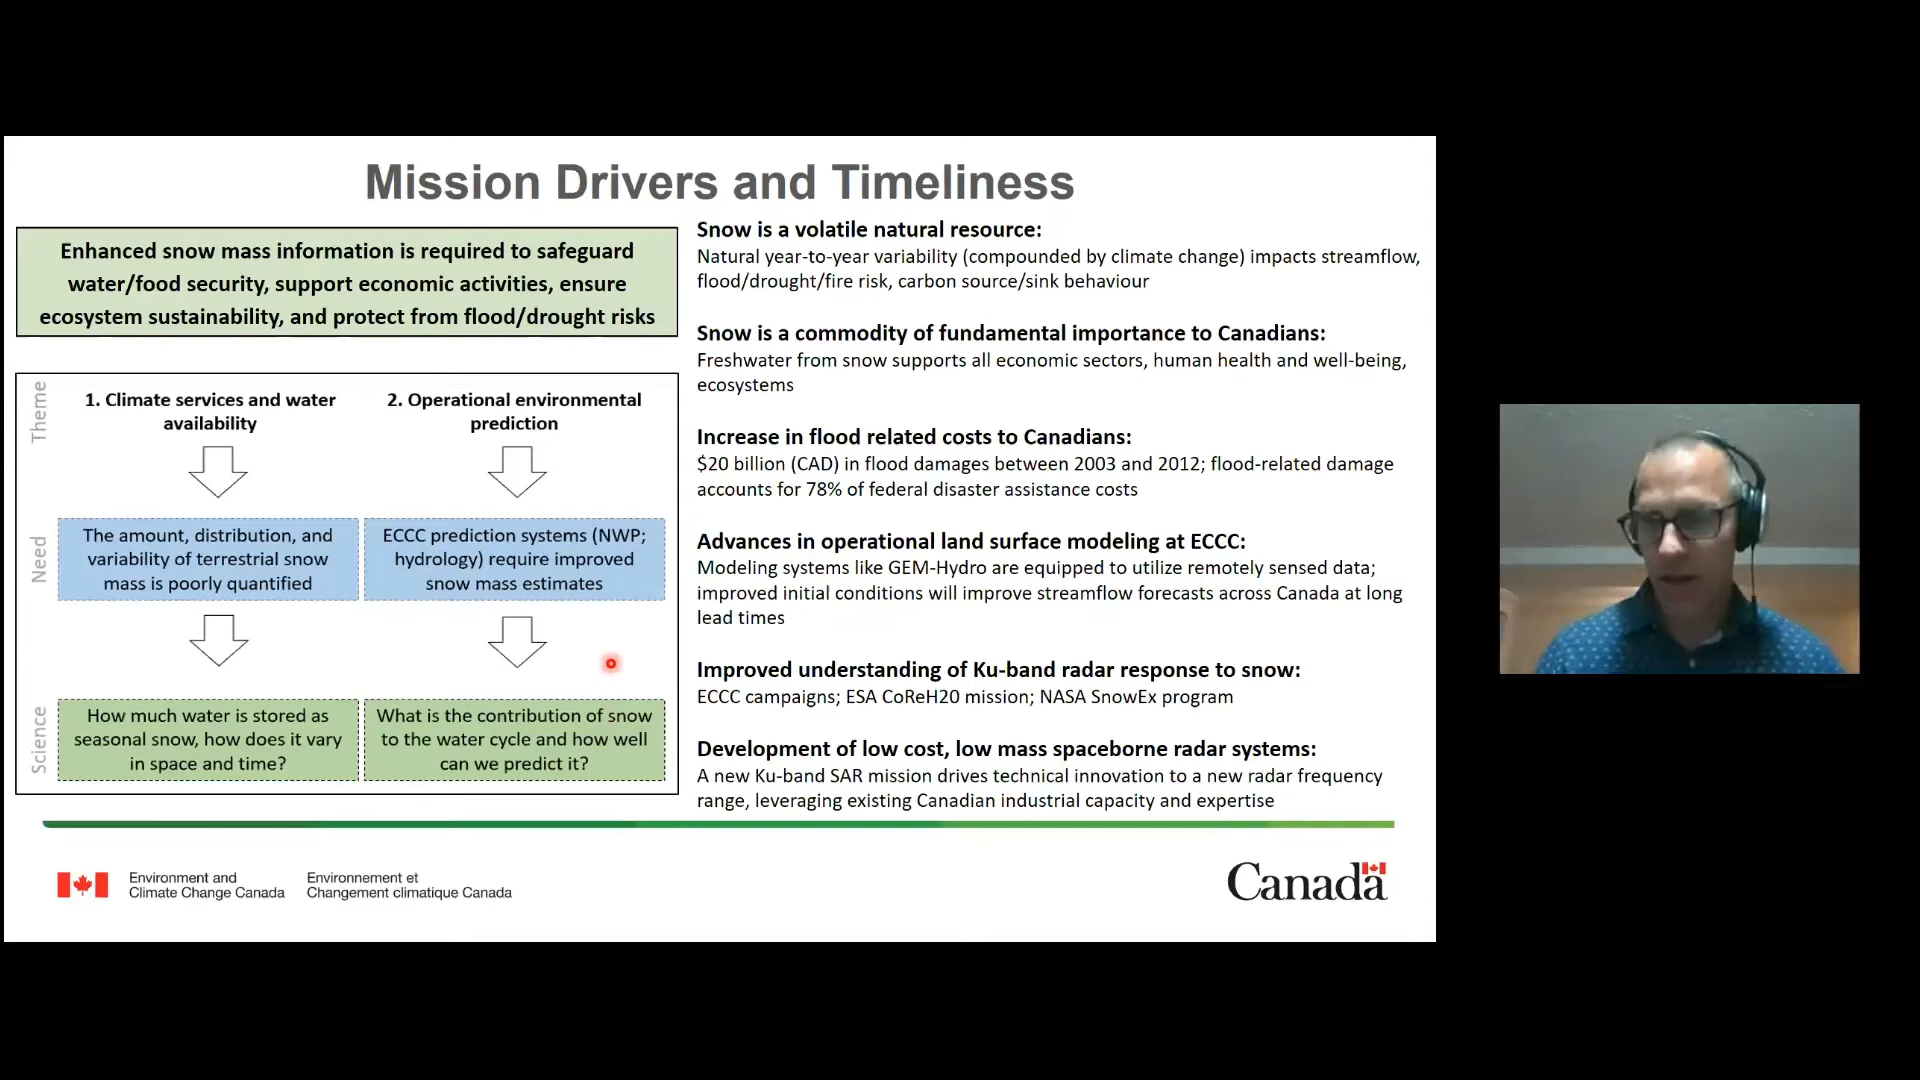 Mission Drivers and Timeliness
Enhanced snow mass information is required to safeguard
water/food security, support economic activities, ensure
ecosystem sustainability, and protect from flood/drought risks
Theme
1. Climate services and water
availability
2. Operational environmental
prediction
Need
The amount, distribution, and
variability of terrestrial snow
mass is poorly quantified
ECCC prediction systems (NWP;
hydrology) require improved
snow mass estimates
Science
How much water is stored as
seasonal snow, how does it vary
in space and time?
What is the contribution of snow
to the water cycle and how well
can we predict it?
Snow is a volatile natural resource:
Natural year-to-year variability (compounded by climate change) impacts streamflow,
flood/drought/fire risk, carbon source/sink behaviour
Snow is a commodity of fundamental importance to Canadians:
Freshwater from snow supports all economic sectors, human health and well-being,
ecosystems
Increase in flood related costs to Canadians:
$20 billion (CAD) in flood damages between 2003 and 2012; flood-related damage
accounts for 78% of federal disaster assistance costs
Advances in operational land surface modeling at ECCC:
Modeling systems like GEM-Hydro are equipped to utilize remotely sensed data;
improved initial conditions will improve streamflow forecasts across Canada at long
lead times
Improved understanding of Ku-band radar response to snow:
ECCC campaigns; ESA CoReH20 mission; NASA SnowEx program
Development of low cost, low mass spaceborne radar systems:
A new Ku-band SAR mission drives technical innovation to a new radar frequency
range, leveraging existing Canadian industrial capacity and expertise
Environment and
Climate Change Canada
Environnement et
Changement climatique Canada
Canada